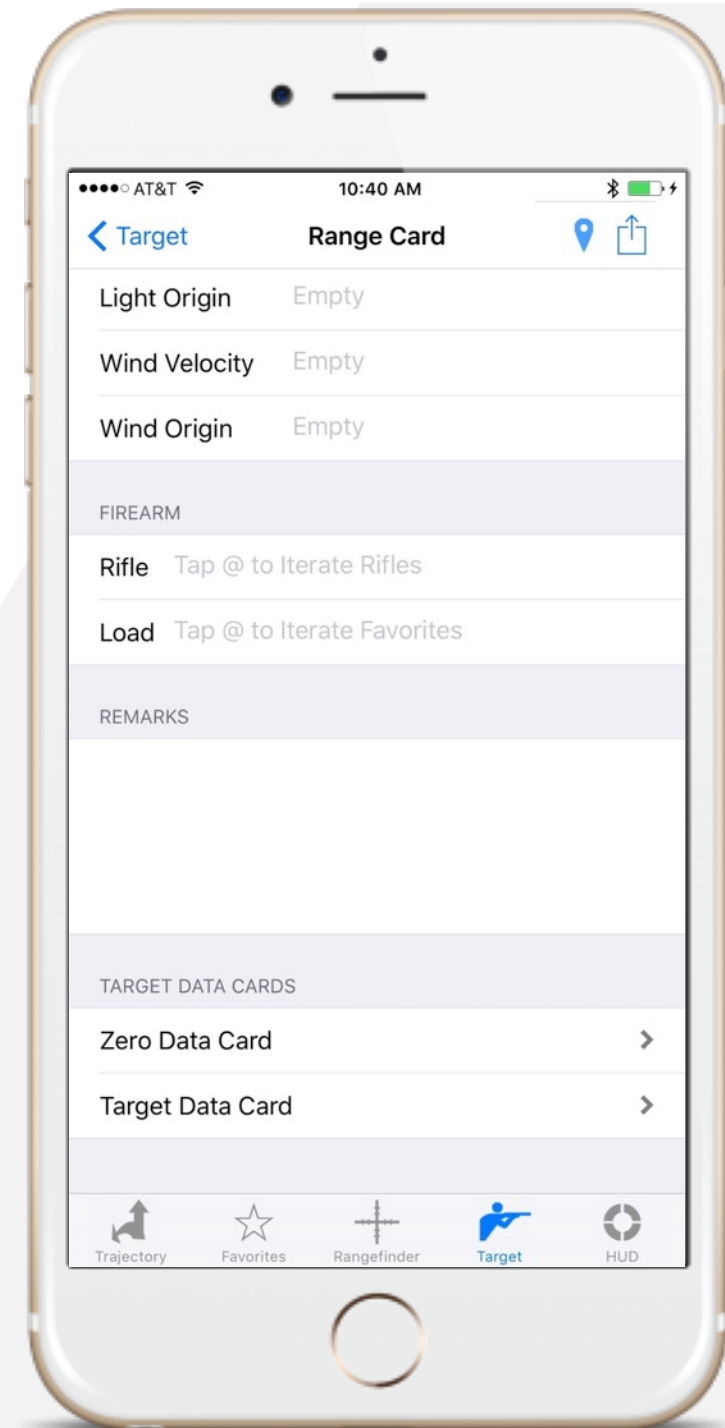 AT&T 10:40 AM
Target Range Card
Light Origin Empty
Wind Velocity Empty
Wind Origin Empty
FIREARM
Rifle Tap @ to Iterate Rifles
Load Tap @ to Iterate Favorites
REMARKS
TARGET DATA CARDS
Zero Data Card
Target Data Card
Trajectory Favorites Rangefinder Target HUD